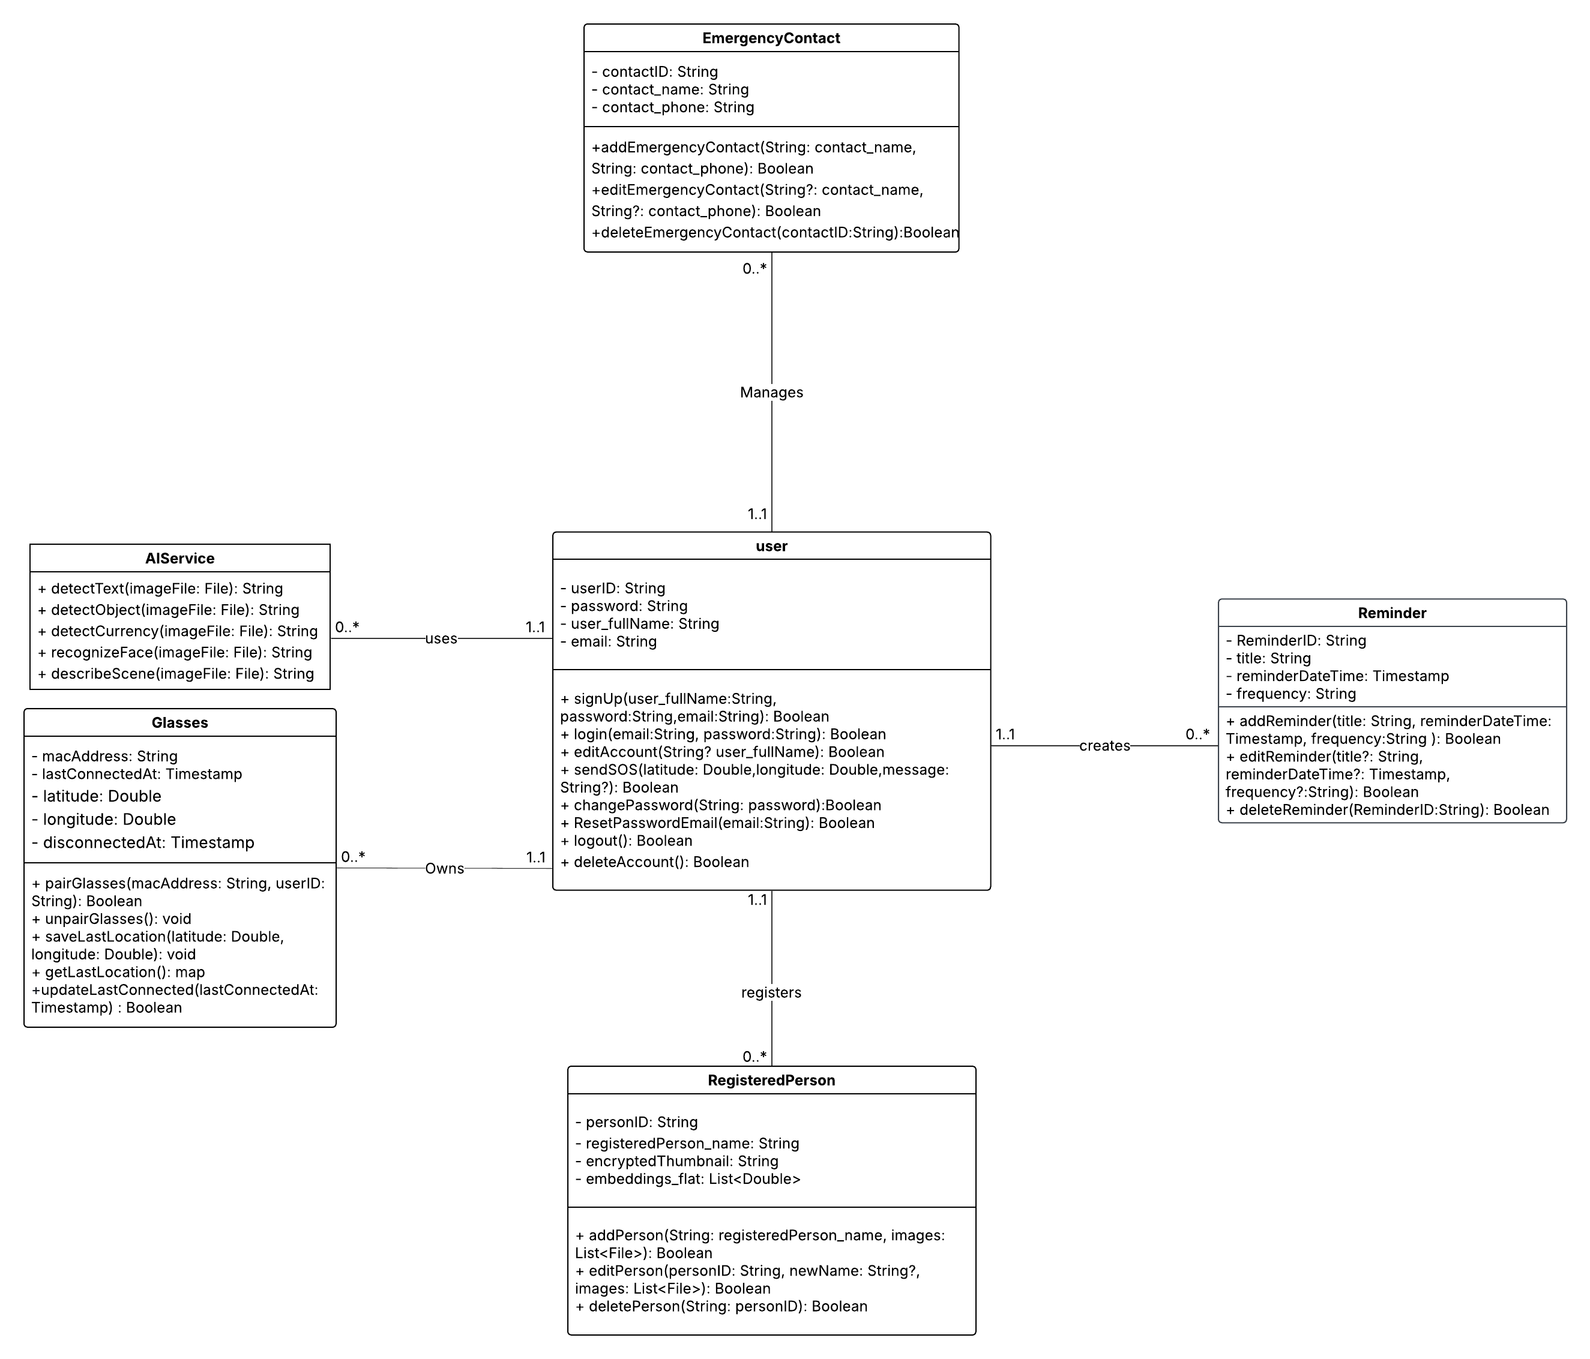 EmergencyContact
- contactID: String
- contact_name: String
- contact_phone: String
+addEmergencyContact(String: contact_name,
String: contact_phone): Boolean
+editEmergencyContact(String?: contact_name,
String?: contact_phone): Boolean
+deleteEmergencyContact(contactID:String):Boolean
0..*
Manages
1..1
AIService
+ detectText(imageFile: File): String
+ detectObject(imageFile: File): String
+ detectCurrency(imageFile: File): String
+ recognizeFace(imageFile: File): String
+ describeScene(imageFile: File): String
0..*
uses
1..1
user
- userID: String
- password: String
- user_fullName: String
- email: String
+ signUp(user_fullName:String,
password:String,email:String): Boolean
+ login(email:String, password:String): Boolean
+ editAccount(String? user_fullName): Boolean
+ sendSOS(latitude: Double,longitude: Double,message:
String?): Boolean
+ changePassword(String: password):Boolean
+ ResetPasswordEmail(email:String): Boolean
+ logout(): Boolean
+ deleteAccount(): Boolean
1..1
creates
0..*
Reminder
- ReminderID: String
- title: String
- reminderDateTime: Timestamp
- frequency: String
+ addReminder(title: String, reminderDateTime:
Timestamp, frequency:String ): Boolean
+ editReminder(title?: String,
reminderDateTime?: Timestamp,
frequency?:String): Boolean
+ deleteReminder(ReminderID:String): Boolean
Glasses
- macAddress: String
- lastConnectedAt: Timestamp
- latitude: Double
- longitude: Double
- disconnectedAt: Timestamp
+ pairGlasses(macAddress: String, userID:
String): Boolean
+ unpairGlasses(): void
+ saveLastLocation(latitude: Double,
longitude: Double): void
+ getLastLocation(): map
+updateLastConnected(lastConnectedAt:
Timestamp) : Boolean
0..*
Owns
1..1
1..1
registers
0..*
RegisteredPerson
- personID: String
- registeredPerson_name: String
- encryptedThumbnail: String
- embeddings_flat: List<Double>
+ addPerson(String: registeredPerson_name, images:
List<File>): Boolean
+ editPerson(personID: String, newName: String?,
images: List<File>): Boolean
+ deletePerson(String: personID): Boolean